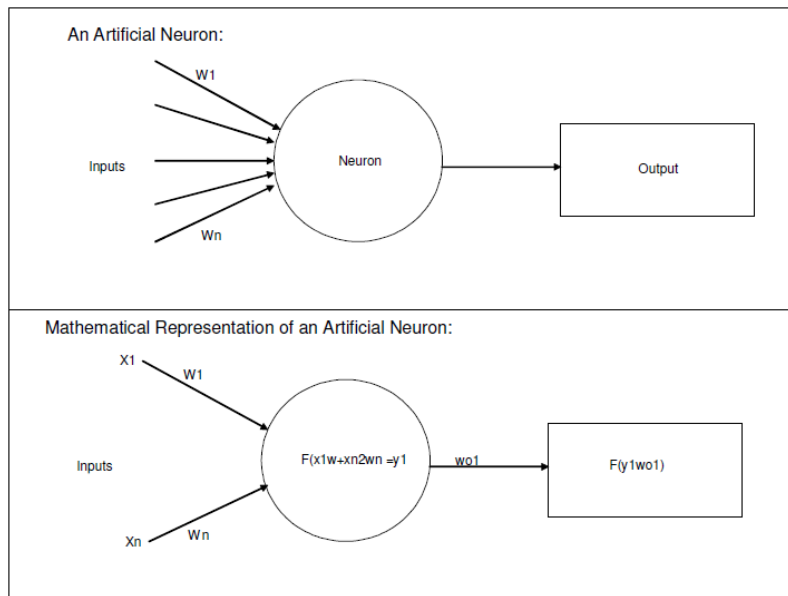 An Artificial Neuron:
W1
Inputs
Neuron
Output
Wn
Mathematical Representation of an Artificial Neuron:
X1
W1
Inputs
F(x1w+xn2wn =y1
wo1
F(y1wo1)
Wn
Xn